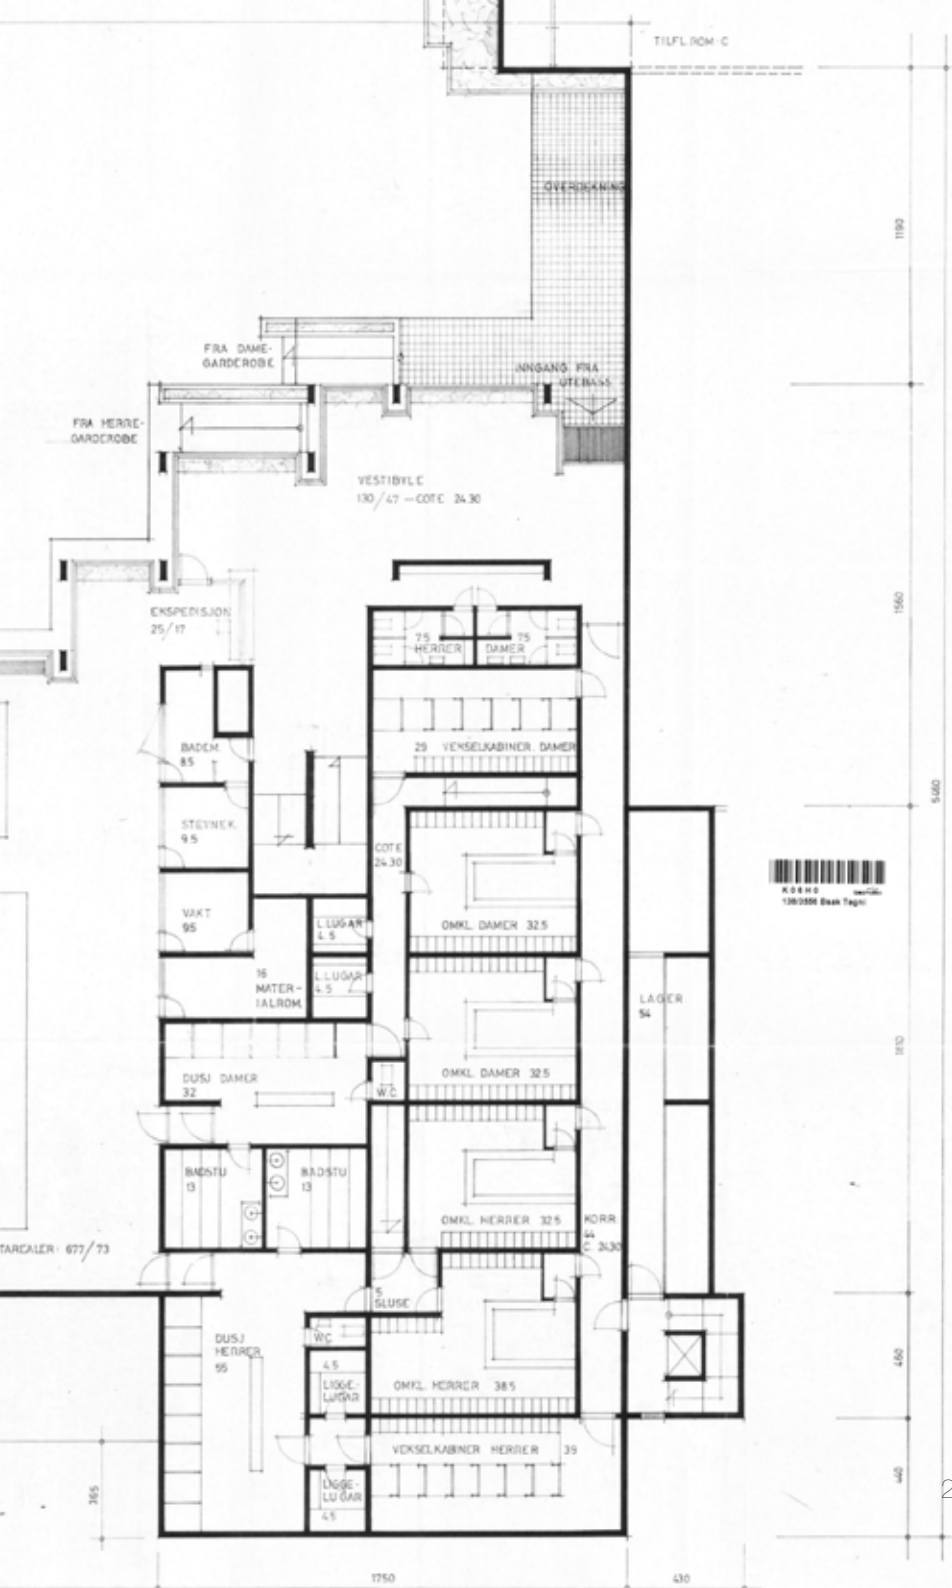 TILFL.ROM: C
OVERDEKNING
1190
FRA DAME-
GARDEROBE
INNGANG FRA
UTEBASS
FRA HERRE-
GARDEROBE
VESTIBYLE
130/47 - COTE 24.30
EKSPEDISJON
25/17
1560
7.5
HERRER
7.5
DAMER
BADEM.
8.5
29 VEKSELKABINER. DAMER
5460
STEVNEK.
9.5
COTE
24.30
K06H0
VAKT
9.5
L.LUGAR
4.5
OMKL. DAMER 32.5
L.LUGAR
4.5
16
MATER-
IALROM.
LAGER
54
1810
DUSJ DAMER
32
W.C.
OMKL. DAMER 32.5
BADSTU
13
BADSTU
13
OMKL. HERRER 32.5
KORR.
44
C. 24.30
677/73
5
SLUSE
DUSJ
HERRER
55
W.C.
4.5
LIGGE-
LUGAR
OMKL. HERRER 38.5
460
VEKSELKABINER HERRER 39
LIGGE-
LUGAR
4.5
365
440
2
1750
430